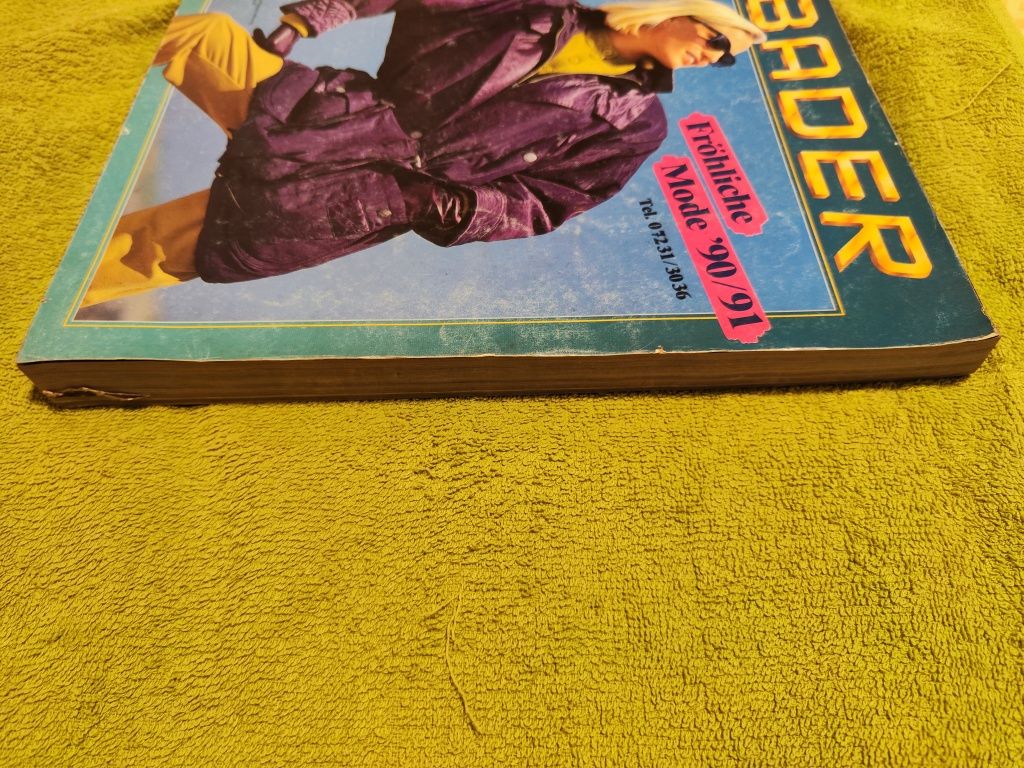 BADER
Fröhliche
Mode '90/91
Tel. 07231/3036